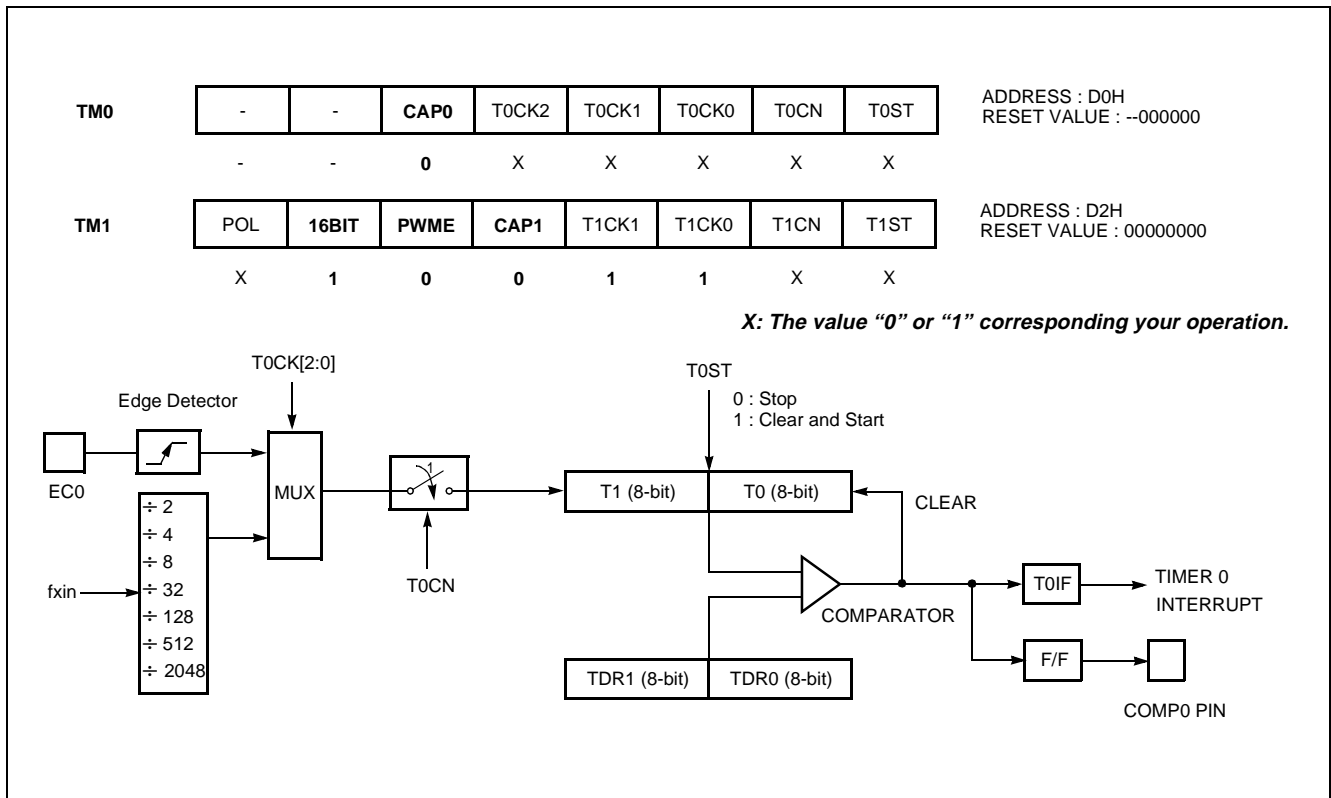 TM0 - - CAP0 T0CK2 T0CK1 T0CK0 T0CN T0ST ADDRESS : D0H
RESET VALUE : --000000
- - 0 X X X X X
TM1 POL 16BIT PWME CAP1 T1CK1 T1CK0 T1CN T1ST ADDRESS : D2H
RESET VALUE : 00000000
X 1 0 0 1 1 X X
X: The value “0” or “1” corresponding your operation.
T0CK[2:0]
T0ST
0 : Stop
1 : Clear and Start
Edge Detector
EC0
MUX
1
T0CN
T1 (8-bit) T0 (8-bit)
CLEAR
fxin
÷ 2
÷ 4
÷ 8
÷ 32
÷ 128
÷ 512
÷ 2048
COMPARATOR
T0IF
TIMER 0
INTERRUPT
F/F
COMP0 PIN
TDR1 (8-bit) TDR0 (8-bit)